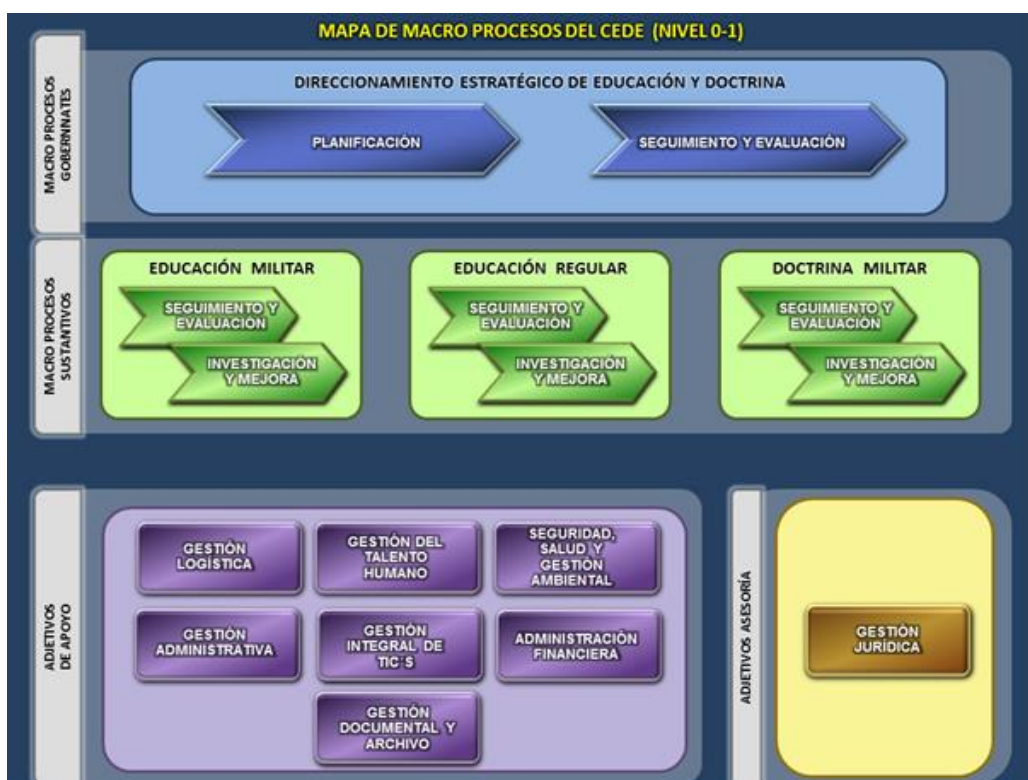 MAPA DE MACRO PROCESOS DEL CEDE (NIVEL 0-1)
MACRO PROCESOS
GOBERNNATES
DIRECCIONAMIENTO ESTRATÉGICO DE EDUCACIÓN Y DOCTRINA
PLANIFICACIÓN
SEGUIMIENTO Y EVALUACIÓN
MACRO PROCESOS
SUSTANTIVOS
EDUCACIÓN MILITAR
SEGUIMIENTO Y
EVALUACIÓN
INVESTIGACIÓN
Y MEJORA
EDUCACIÓN REGULAR
SEGUIMIENTO Y
EVALUACIÓN
INVESTIGACIÓN
Y MEJORA
DOCTRINA MILITAR
SEGUIMIENTO Y
EVALUACIÓN
INVESTIGACIÓN
Y MEJORA
ADJETIVOS
DE APOYO
GESTIÓN
LOGÍSTICA
GESTIÓN DEL
TALENTO
HUMANO
SEGURIDAD,
SALUD Y
GESTIÓN
AMBIENTAL
GESTIÓN
ADMINISTRATIVA
GESTIÓN
INTEGRAL DE
TIC´S
ADMINISTRACIÓN
FINANCIERA
GESTIÓN
DOCUMENTAL Y
ARCHIVO
ADJETIVOS ASESORÍA
GESTIÓN
JURÍDICA